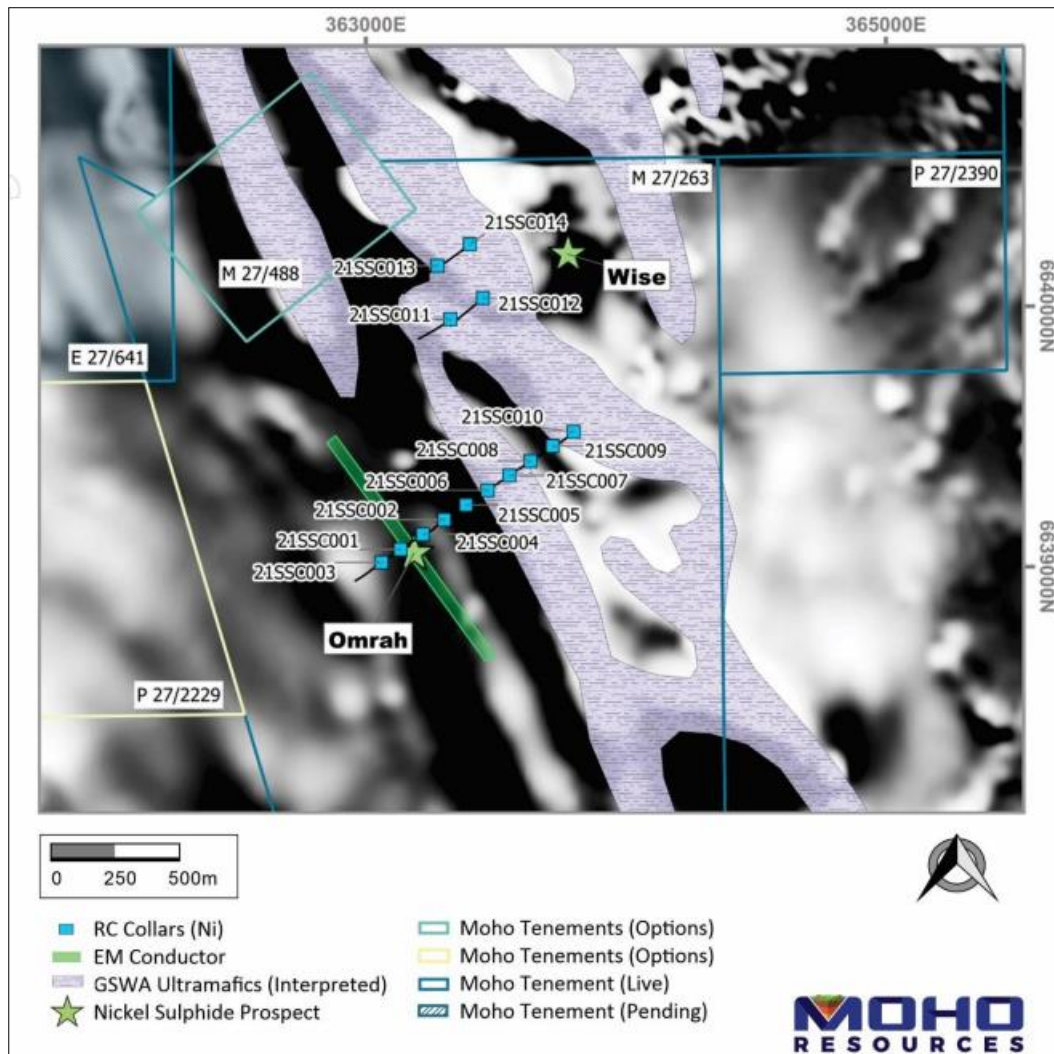 363000E
365000E
M 27/263
P 27/2390
21SSC014
21SSC013
Wise
M 27/488
21SSC012
21SSC011
6640000N
E 27/641
21SSC010
21SSC008
21SSC009
21SSC006
21SSC007
21SSC002
21SSC005
21SSC001
21SSC004
21SSC003
6639000N
Omrah
P 27/2229
0 250 500m
RC Collars (Ni)
EM Conductor
GSWA Ultramafics (Interpreted)
Nickel Sulphide Prospect
Moho Tenements (Options)
Moho Tenements (Options)
Moho Tenement (Live)
Moho Tenement (Pending)
MOHO
RESOURCES